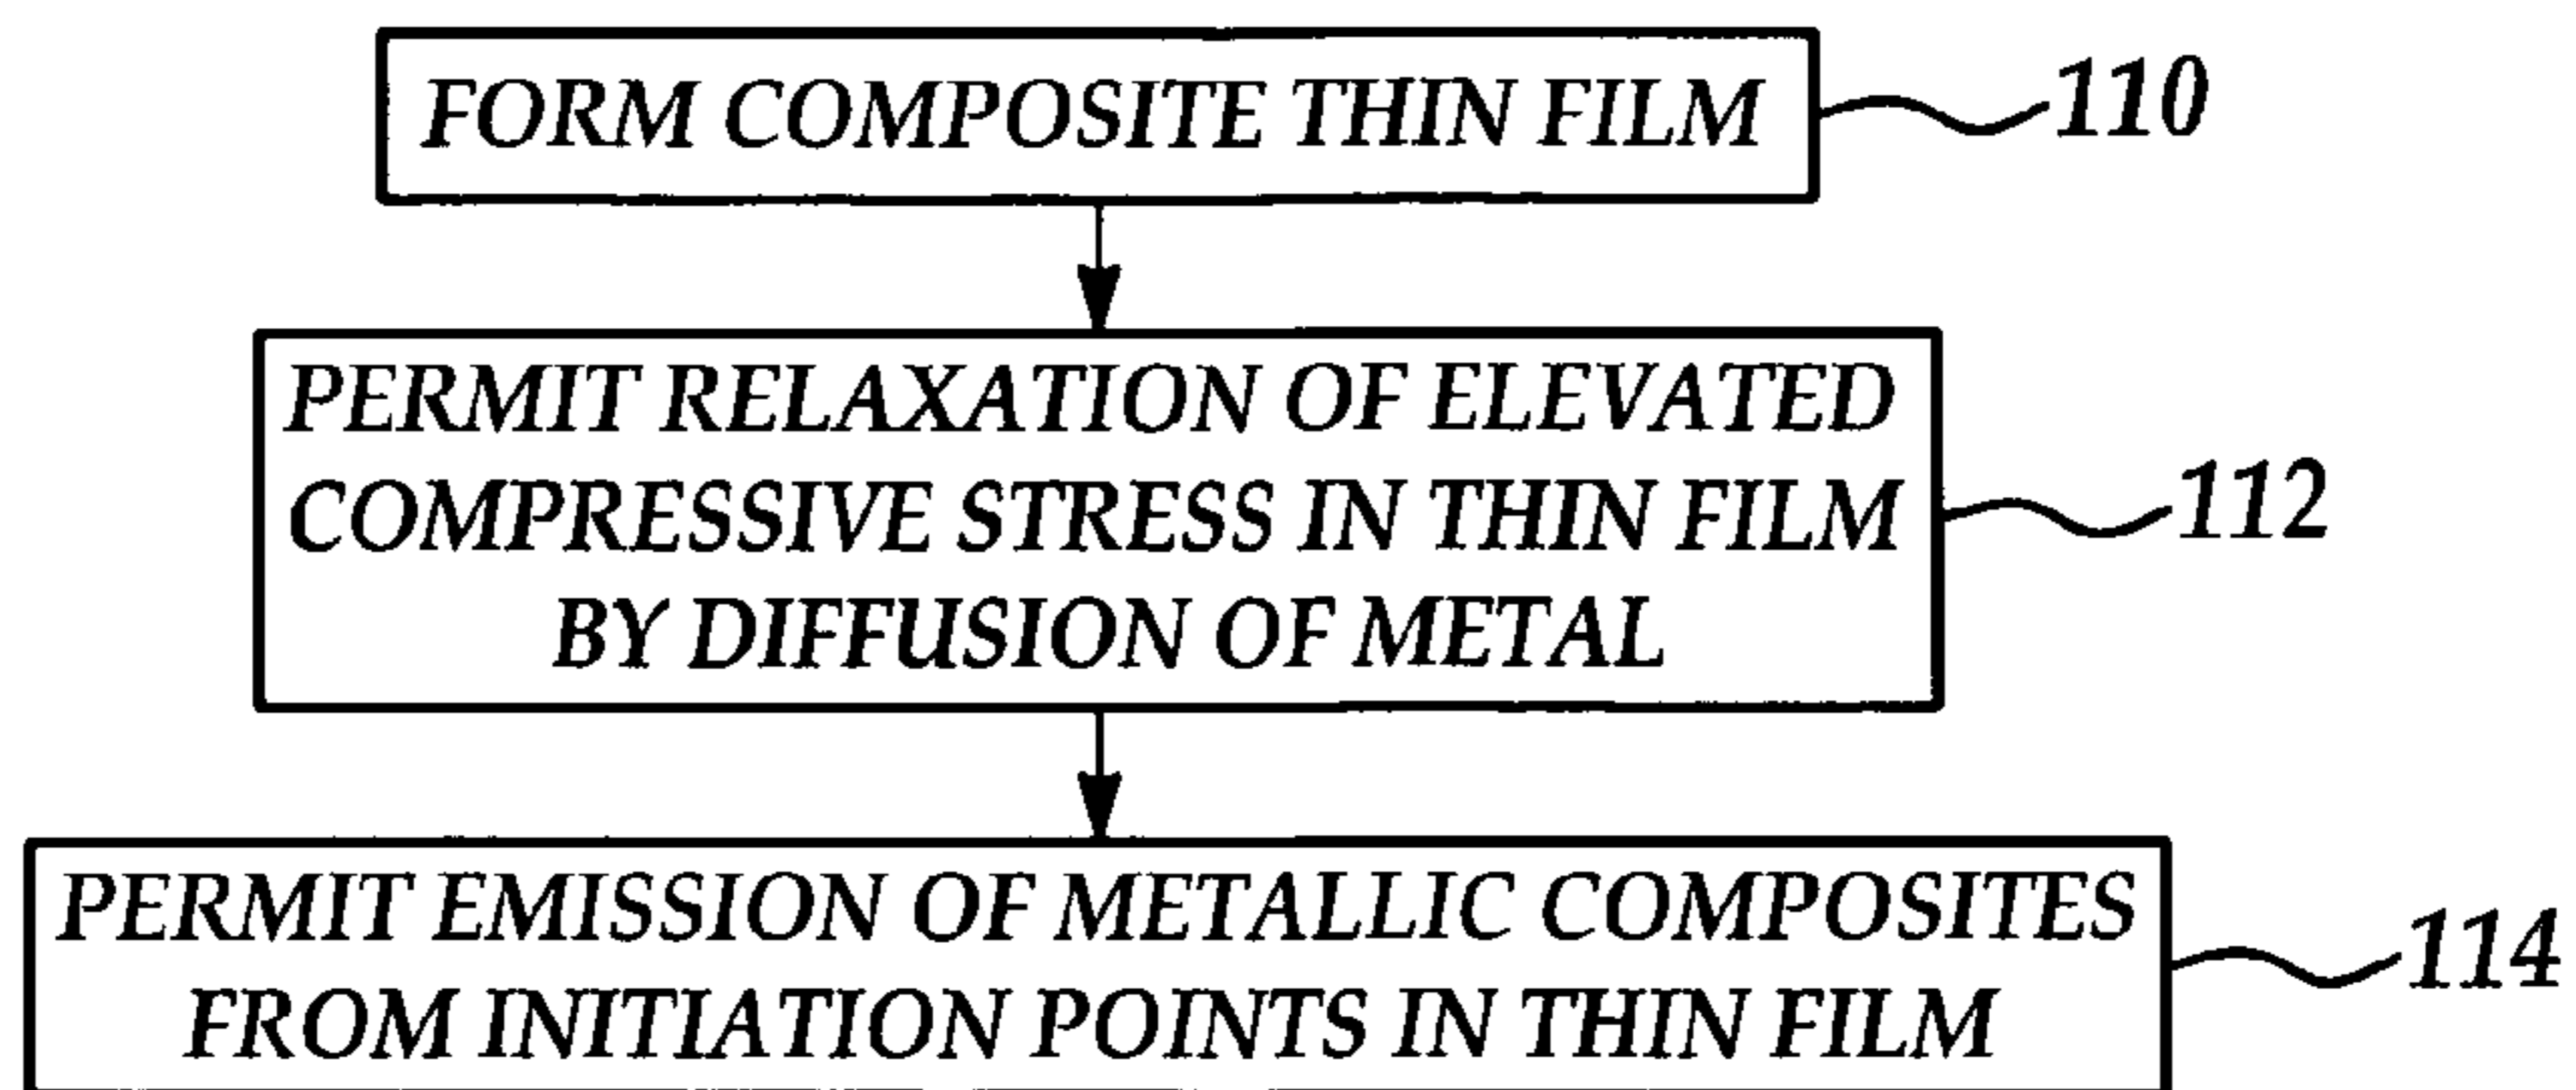 FORM COMPOSITE THIN FILM
110
PERMIT RELAXATION OF ELEVATED
COMPRESSIVE STRESS IN THIN FILM
BY DIFFUSION OF METAL
112
PERMIT EMISSION OF METALLIC COMPOSITES
FROM INITIATION POINTS IN THIN FILM
114